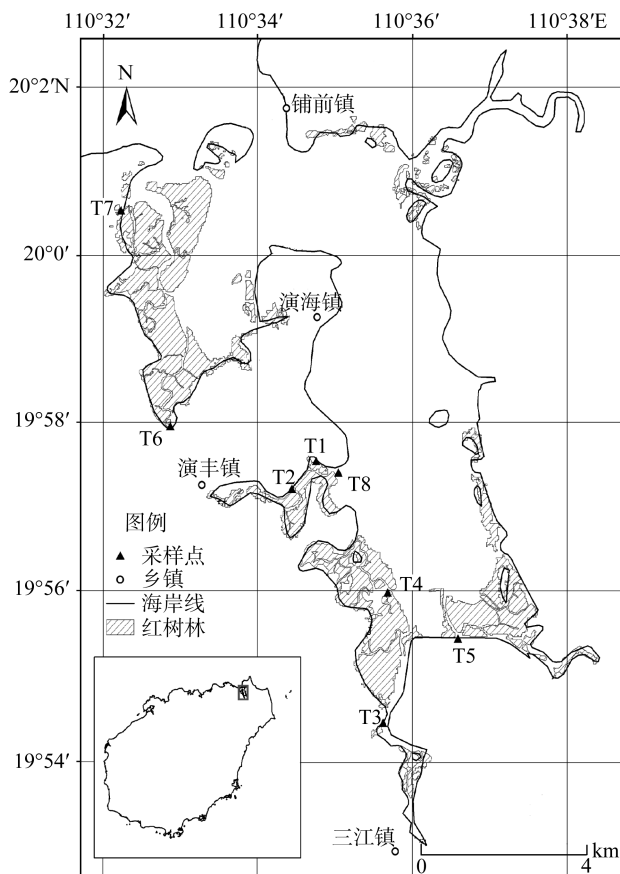 110°32′ 110°34′ 110°36′ 110°38′E
N
20°2′N
铺前镇
T7
20°0′
演海镇
19°58′
T6
T1
演丰镇
T2
T8
图例
采样点
乡镇
T4
19°56′
海岸线
红树林
T5
T3
19°54′
三江镇
km
0 4